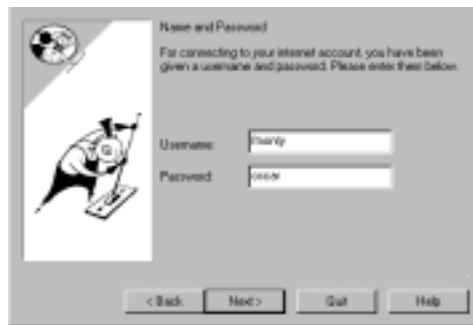 Name and Password
For connecting to your internet account, you have been
given a username and password. Please enter them below.
Username:
Password:
oscar
< Back
Next >
Quit
Help